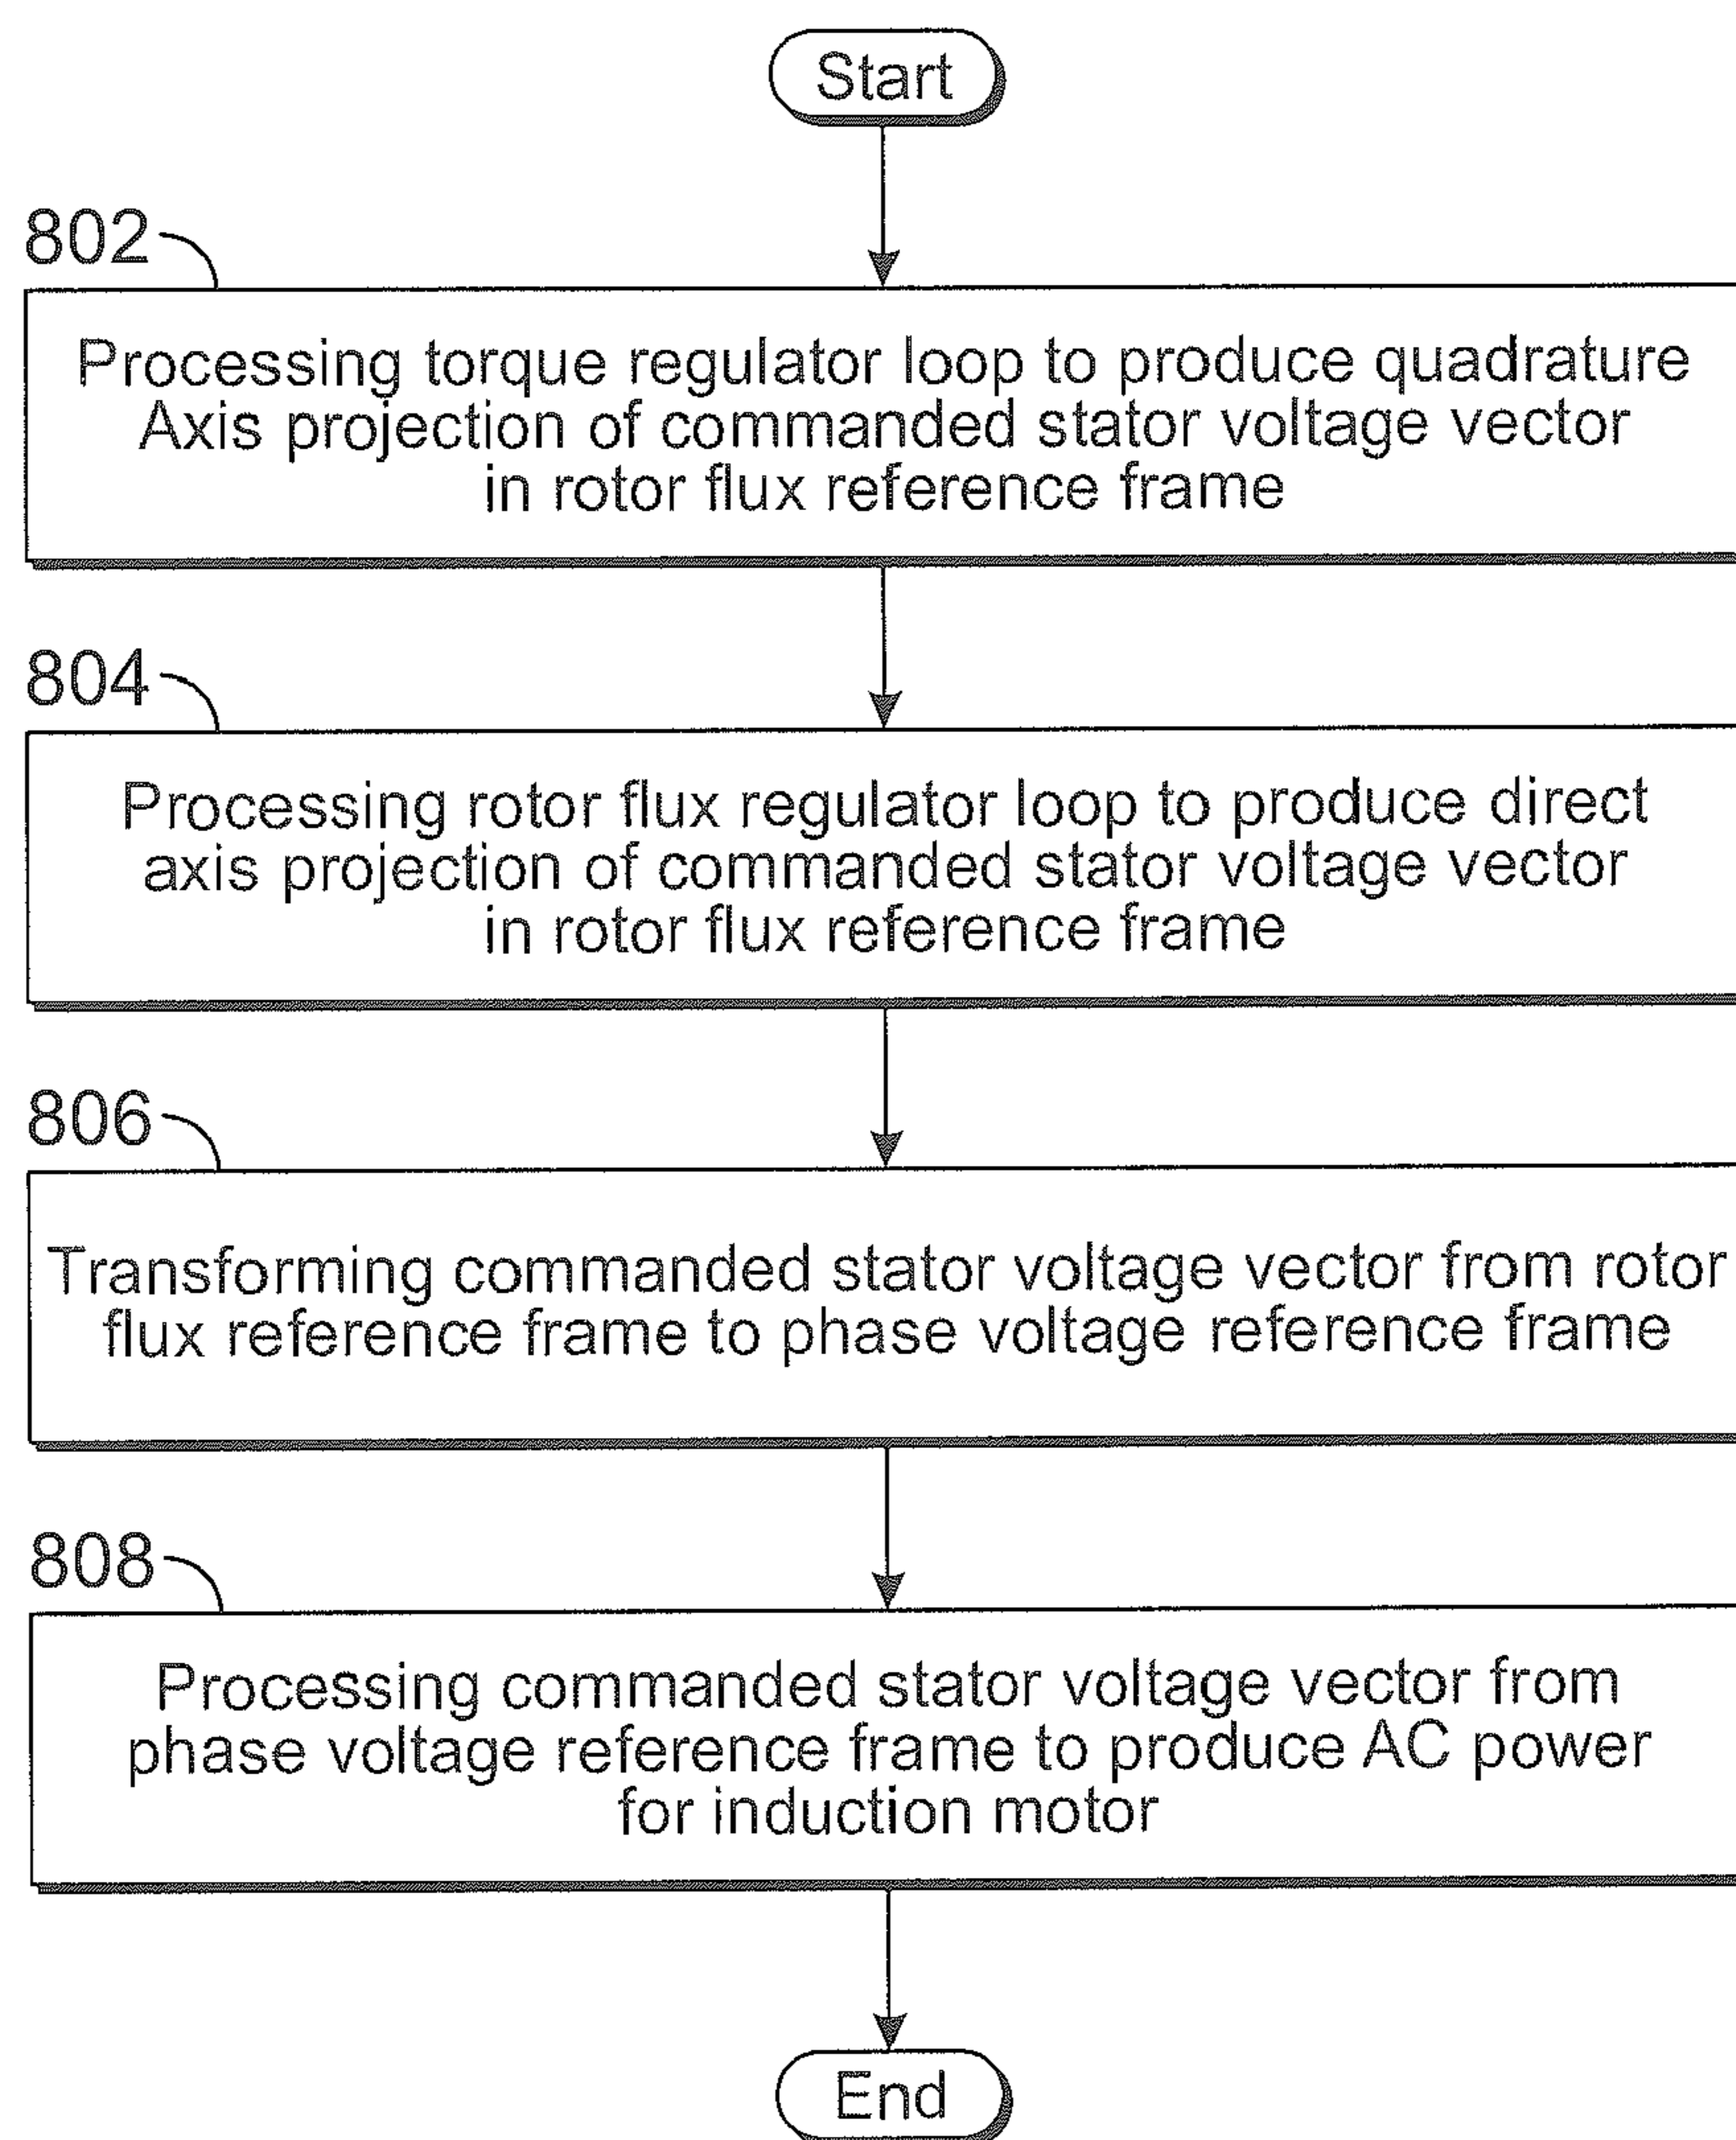 Start
802
Processing torque regulator loop to produce quadrature
Axis projection of commanded stator voltage vector
in rotor flux reference frame
804
Processing rotor flux regulator loop to produce direct
axis projection of commanded stator voltage vector
in rotor flux reference frame
806
Transforming commanded stator voltage vector from rotor
flux reference frame to phase voltage reference frame
808
Processing commanded stator voltage vector from
phase voltage reference frame to produce AC power
for induction motor
End